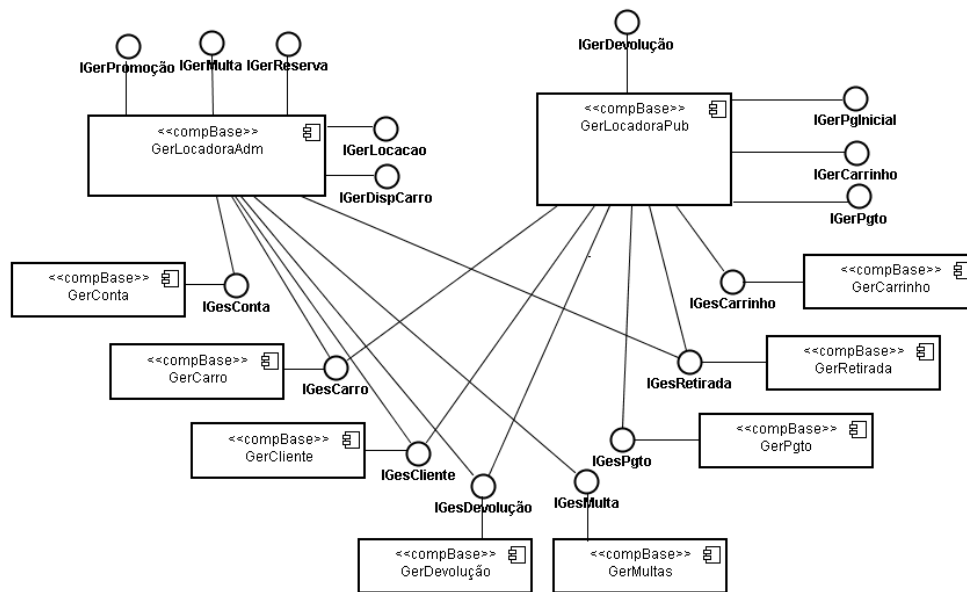 IGerDevolução
IGerPromoção IGerMulta IGerReserva
<<compBase>>
GerLocadoraAdm
IGerLocacao
IGerDispCarro
<<compBase>>
GerLocadoraPub
IGerPgInicial
IGerCarrinho
IGerPgto
<<compBase>>
GerConta
IGesConta
<<compBase>>
GerCarrinho
IGesCarrinho
<<compBase>>
GerCarro
IGesCarro
<<compBase>>
GerRetirada
IGesRetirada
<<compBase>>
GerCliente
IGesCliente
<<compBase>>
GerPgto
IGesPgto
IGesDevolução
IGesMulta
<<compBase>>
GerDevolução
<<compBase>>
GerMultas